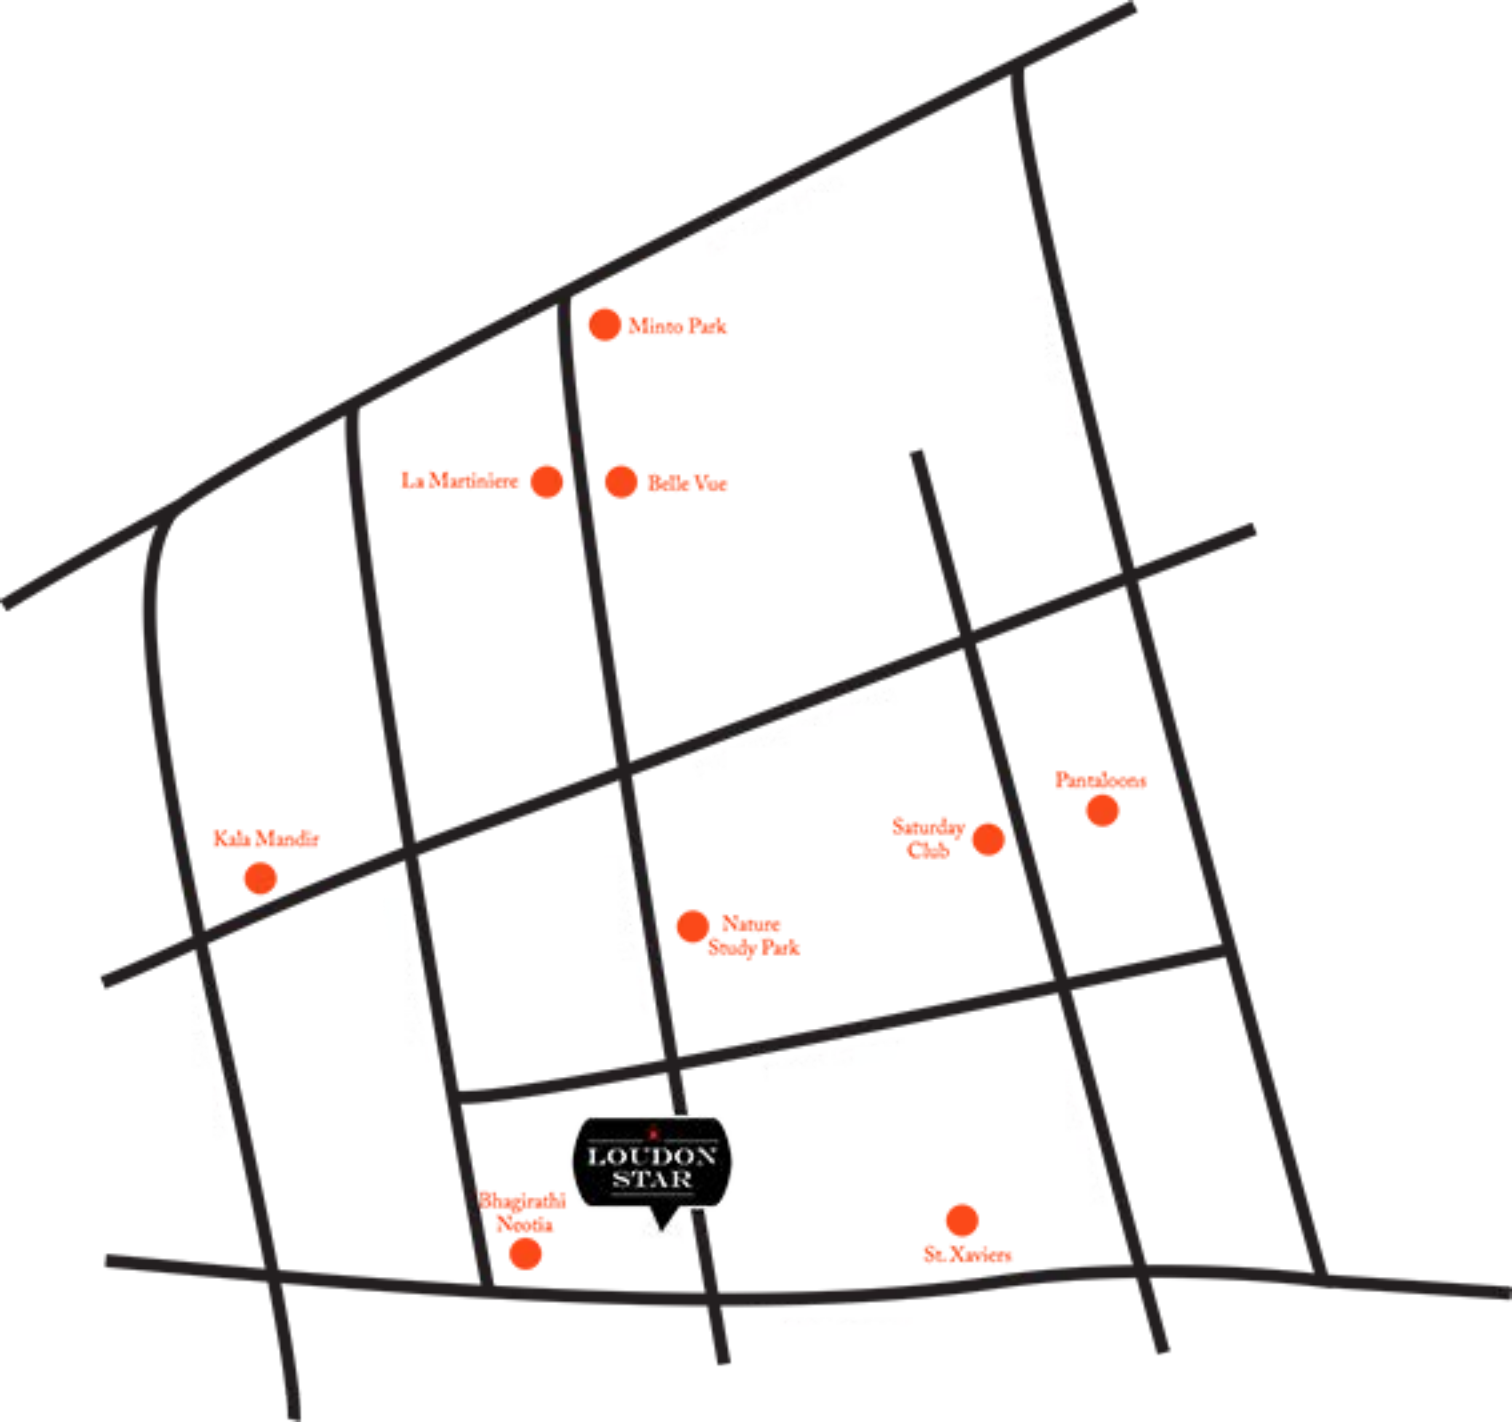 Minto Park
La Martiniere
Belle Vue
Pantaloons
Saturday
Club
Kala Mandir
Nature
Study Park
LOUDON
STAR
Bhagirathi
Neotia
St. Xaviers